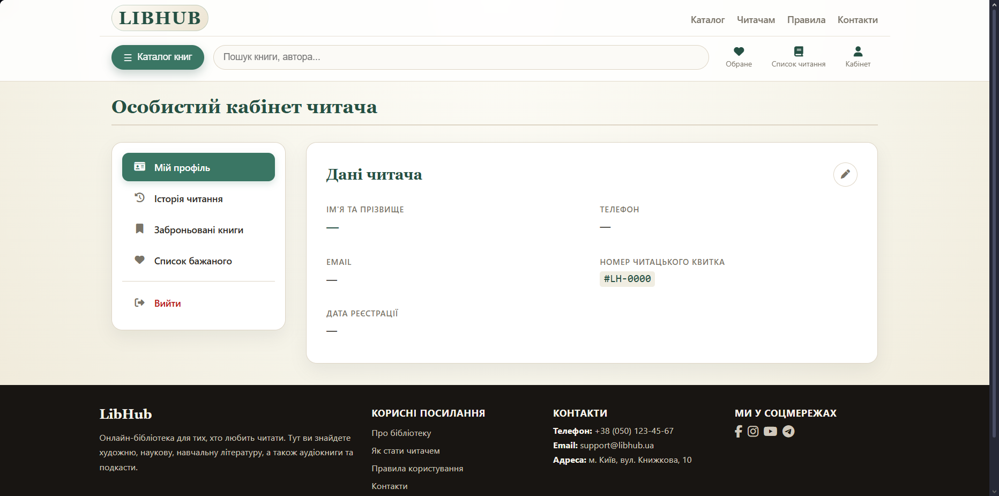 LIBHUB
Каталог Читачам Правила Контакти
☰ Каталог книг
Пошук книги, автора...
Обране
Список читання
Кабінет
Особистий кабінет читача
Мій профіль
Історія читання
Заброньовані книги
Список бажаного
Вийти
Дані читача
ІМ'Я ТА ПРІЗВИЩЕ
—
ТЕЛЕФОН
—
EMAIL
—
НОМЕР ЧИТАЦЬКОГО КВИТКА
#LH-0000
ДАТА РЕЄСТРАЦІЇ
—
LibHub
Онлайн-бібліотека для тих, хто любить читати. Тут ви знайдете
художню, наукову, навчальну літературу, а також аудіокниги та
подкасти.
КОРИСНІ ПОСИЛАННЯ
Про бібліотеку
Як стати читачем
Правила користування
Контакти
КОНТАКТИ
Телефон: +38 (050) 123-45-67
Email: support@libhub.ua
Адреса: м. Київ, вул. Книжкова, 10
МИ У СОЦМЕРЕЖАХ